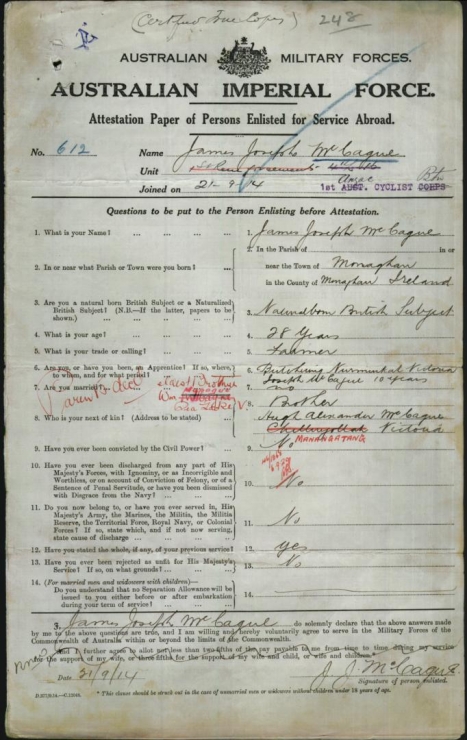 (Certified True Copy) 248
AUSTRALIAN MILITARY FORCES.
AUSTRALIAN IMPERIAL FORCE.
Attestation Paper of Persons Enlisted for Service Abroad.
No. 612 Name James Joseph McCague
Unit
Anzac Btn
Joined on 21-9-14 1st AUST. CYCLIST CORPS
Questions to be put to the Person Enlisting before Attestation.
1. What is your Name? ... ... ... ... 1. James Joseph McCague
2. In or near what Parish or Town were you born? ... 2. In the Parish of in or
near the Town of Monaghan
in the County of Monaghan Ireland
3. Are you a natural born British Subject or a Naturalized
British Subject? (N.B.—If the latter, papers to be
shown.) ... ... ... ... 3. Natural born British Subject
4. What is your age? ... ... ... ... 4. 28 Years
5. What is your trade or calling? ... ... ... 5. Farmer
6. Are you, or have you been, an Apprentice? If so, where,
to whom, and for what period? ... 6. Victoria
Joseph McCague 10 years
7. Are you married? 7. no
Parents Died eldest Brother
8. Who is your next of kin? (Address to be stated) ... 8. Brother
Hugh Alexander McCague
Victoria
MANANGATANG
9. Have you ever been convicted by the Civil Power? ... 9. No
10. Have you ever been discharged from any part of His
Majesty's Forces, with Ignominy, or as Incorrigible and
Worthless, or on account of Conviction of Felony, or of a
Sentence of Penal Servitude, or have you been dismissed
with Disgrace from the Navy? ... ... ... 10. No
11. Do you now belong to, or have you ever served in, His
Majesty's Army, the Marines, the Militia, the Militia
Reserve, the Territorial Force, Royal Navy, or Colonial
Forces? If so, state which, and if not now serving,
state cause of discharge ... ... ... 11. No
12. Have you stated the whole, if any, of your previous service? 12. yes
13. Have you ever been rejected as unfit for His Majesty's
Service? If so, on what grounds? ... ... 13. No
14. (For married men and widowers with children)—
Do you understand that no Separation Allowance will be
issued to you either before or after embarkation
during your term of service? ... ... 14.
I, James Joseph McCague do solemnly declare that the above answers made
by me to the above questions are true, and I am willing and hereby voluntarily agree to serve in the Military Forces of the
Commonwealth of Australia within or beyond the limits of the Commonwealth.
And I further agree to allot not less than two-fifths of the pay payable to me from time to time during my service
for the support of my wife, or three-fifths for the support of my wife and child, or wife and children.*
Date 21/9/14 J. J. McCague
Signature of person enlisted.
* This clause should be struck out in the case of unmarried men or widowers without children under 18 years of age.